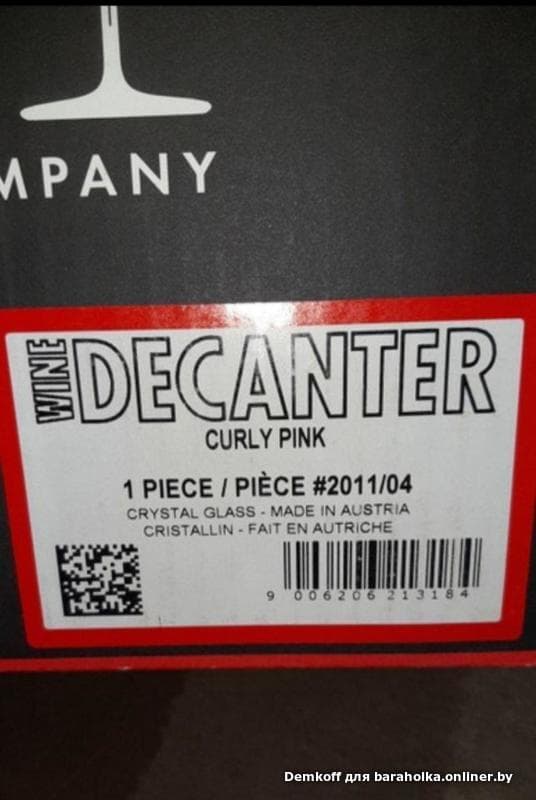 MPANY
WINE DECANTER
CURLY PINK
1 PIECE / PIÈCE #2011/04
CRYSTAL GLASS - MADE IN AUSTRIA
CRISTALLIN - FAIT EN AUTRICHE
9 006206 213184
Demkoff для baraholka.onliner.by